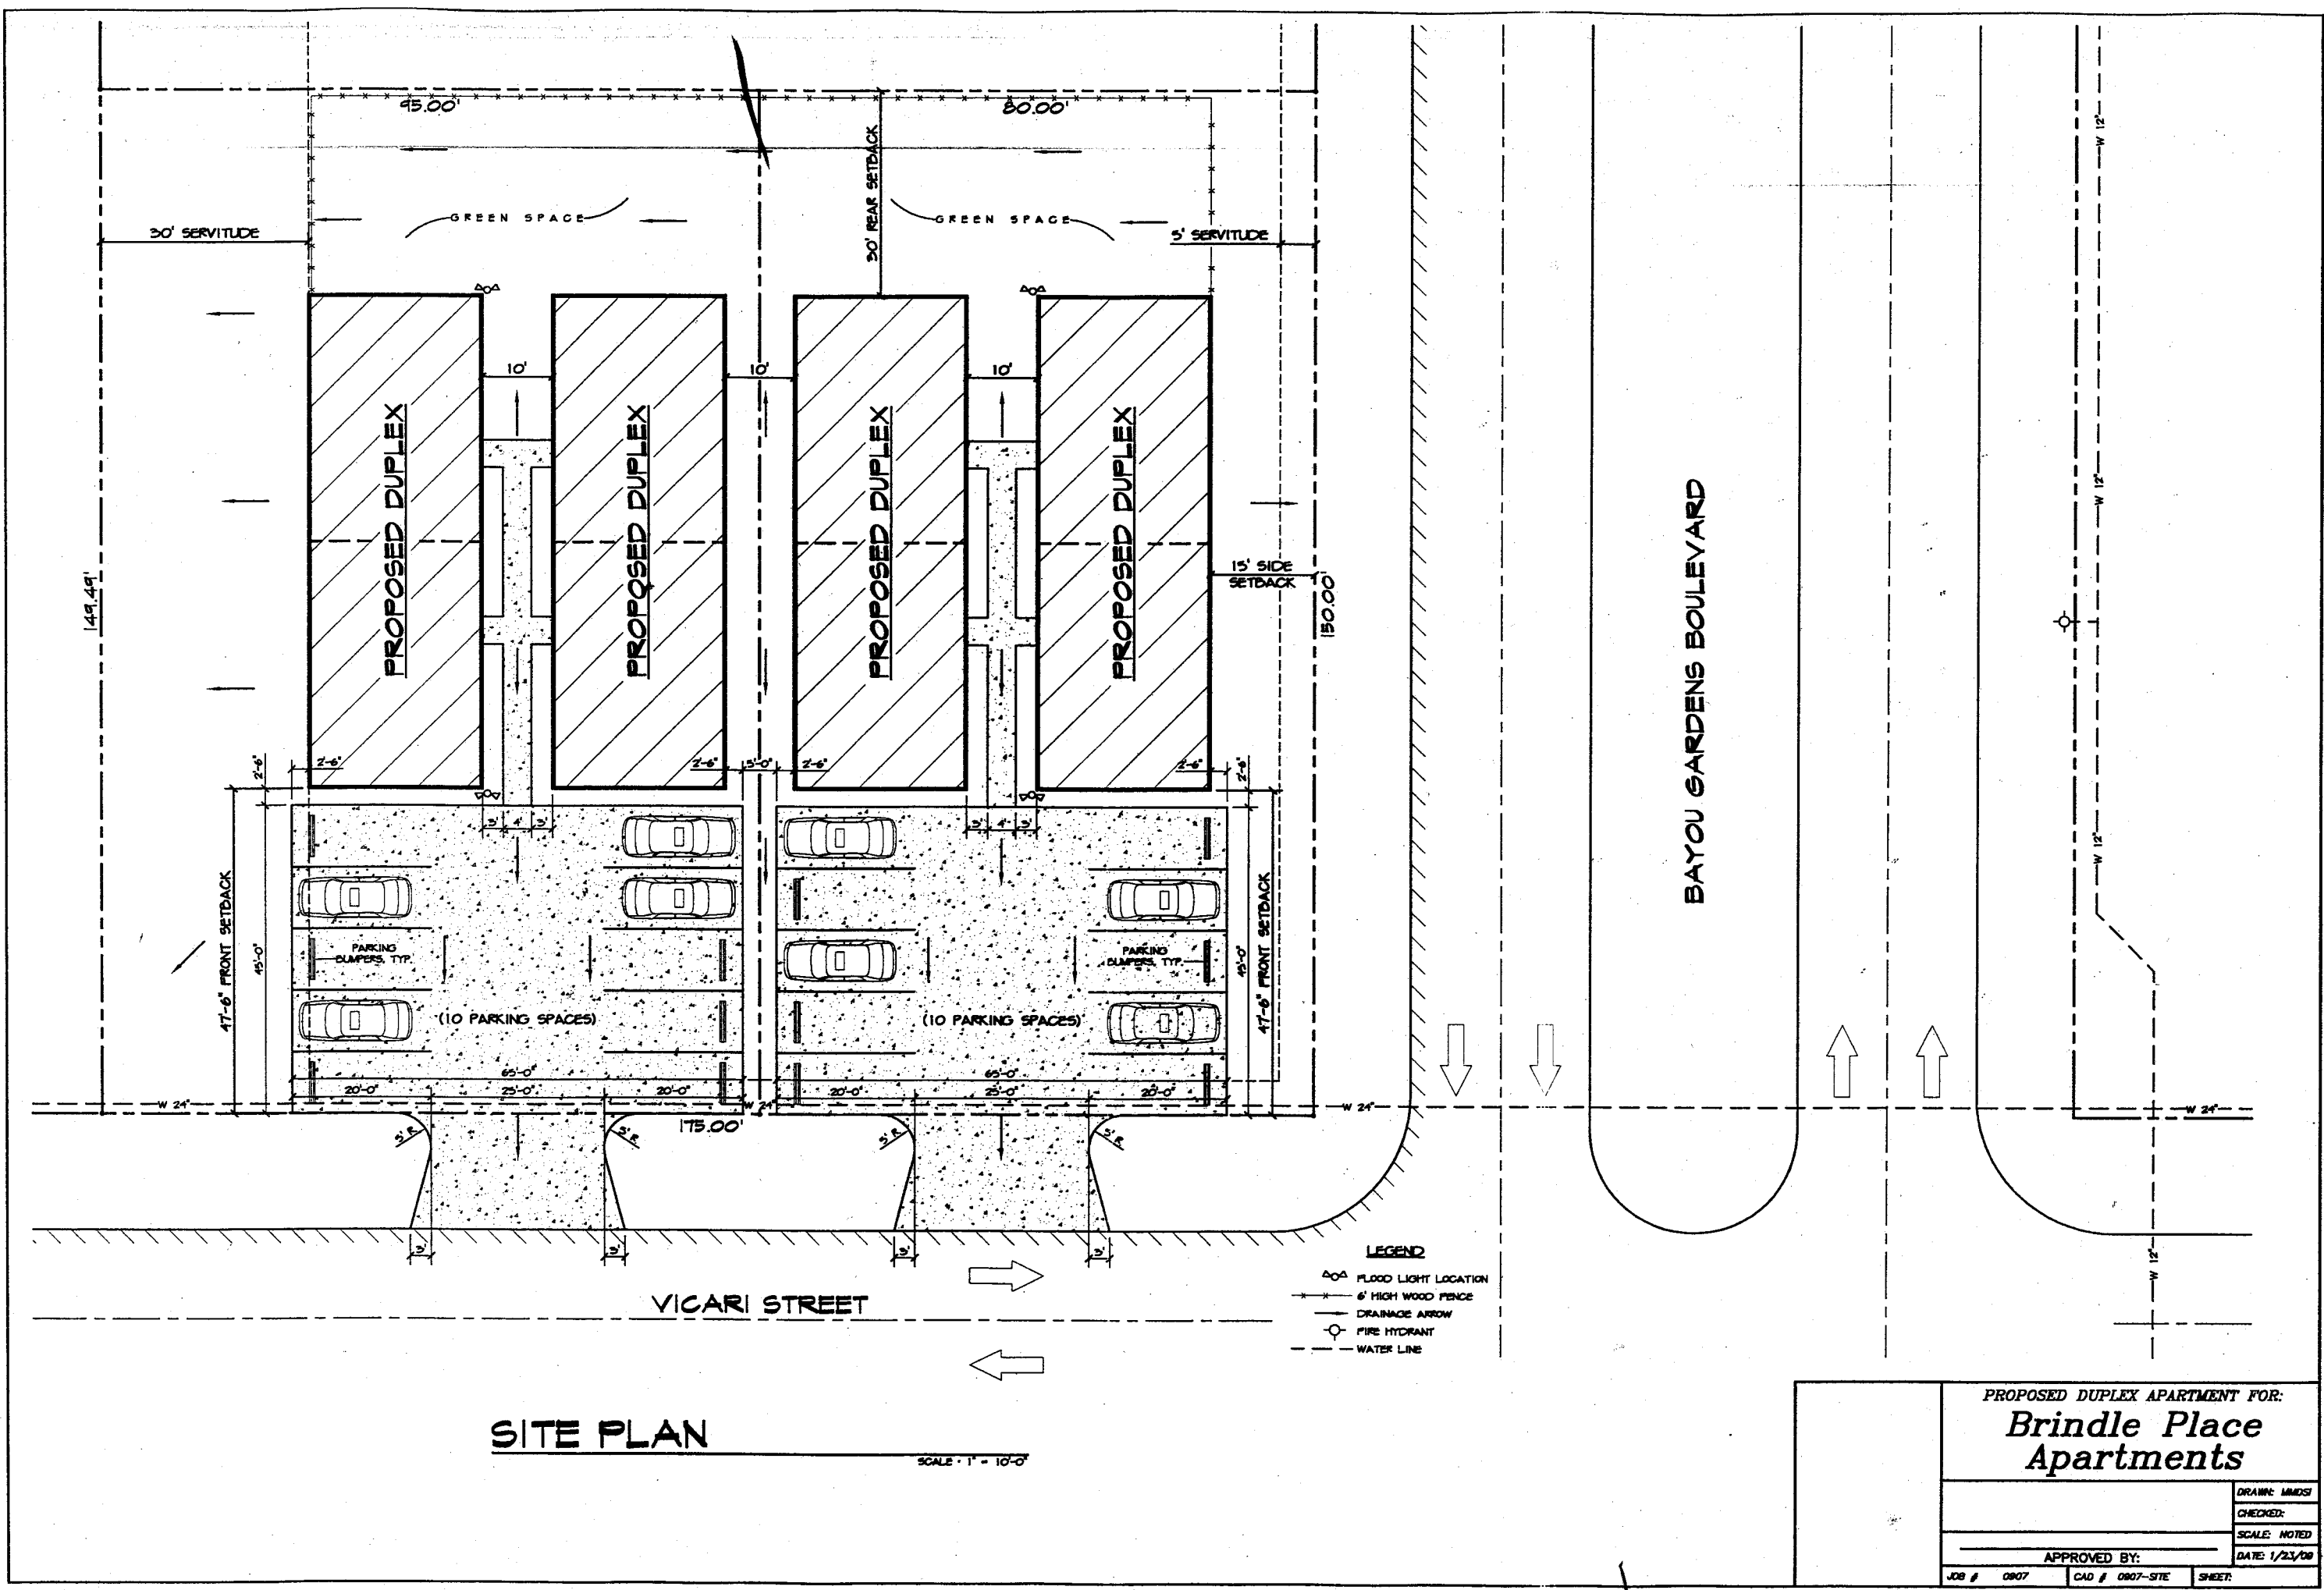 95.00'
80.00'
30' REAR SETBACK
GREEN SPACE
GREEN SPACE
30' SERVITUDE
5' SERVITUDE
10'
10'
10'
PROPOSED DUPLEX
PROPOSED DUPLEX
PROPOSED DUPLEX
PROPOSED DUPLEX
149.49'
15' SIDE
SETBACK
150.00'
BAYOU GARDENS BOULEVARD
W 12"
W 12"
W 12"
W 12"
2'-6"
2'-6"
2'-6"
5'-0"
2'-6"
2'-6"
2'-6"
3'
4'
3'
3'
4'
3'
47'-6" FRONT SETBACK
45'-0"
PARKING
BUMPERS, TYP.
PARKING
BUMPERS, TYP.
45'-0"
47'-6" FRONT SETBACK
(10 PARKING SPACES)
(10 PARKING SPACES)
65'-0"
65'-0"
20'-0"
25'-0"
20'-0"
20'-0"
25'-0"
20'-0"
W 24"
W 24"
W 24"
W 24"
175.00'
5' R
5' R
5' R
5' R
3'
3'
3'
3'
VICARI STREET
LEGEND
FLOOD LIGHT LOCATION
6' HIGH WOOD FENCE
DRAINAGE ARROW
FIRE HYDRANT
WATER LINE
SITE PLAN
SCALE : 1" = 10'-0"
PROPOSED DUPLEX APARTMENT FOR:
Brindle Place
Apartments
DRAWN: MMDSI
CHECKED:
SCALE: NOTED
APPROVED BY:
DATE: 1/23/09
JOB # 0907
CAD # 0907-SITE
SHEET: